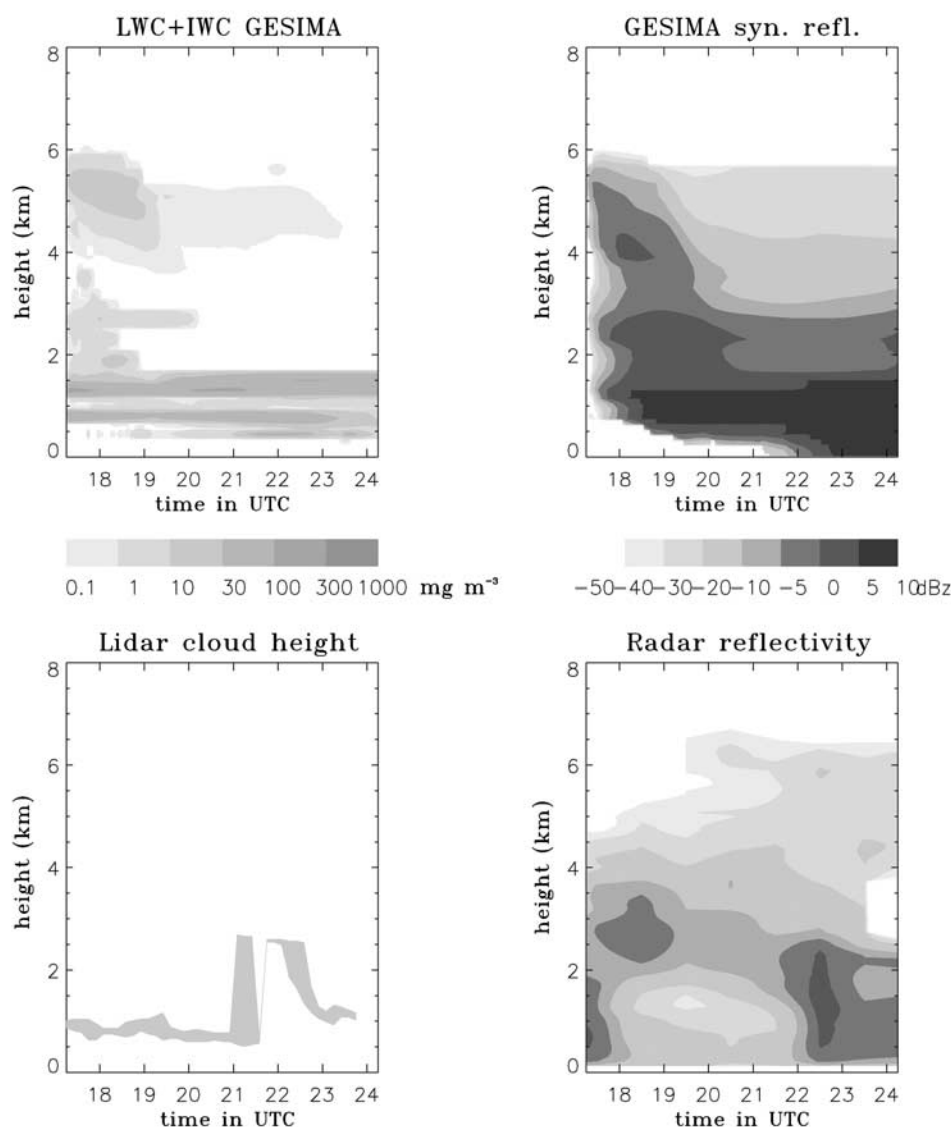 LWC+IWC GESIMA
GESIMA syn. refl.
8
6
4
2
0
height (km)
18 19 20 21 22 23 24
time in UTC
8
6
4
2
0
height (km)
18 19 20 21 22 23 24
time in UTC
0.1 1 10 30 100 300 1000 mg m⁻³
−50 −40 −30 −20 −10 −5 0 5 10 dBz
Lidar cloud height
Radar reflectivity
8
6
4
2
0
height (km)
18 19 20 21 22 23 24
time in UTC
8
6
4
2
0
height (km)
18 19 20 21 22 23 24
time in UTC